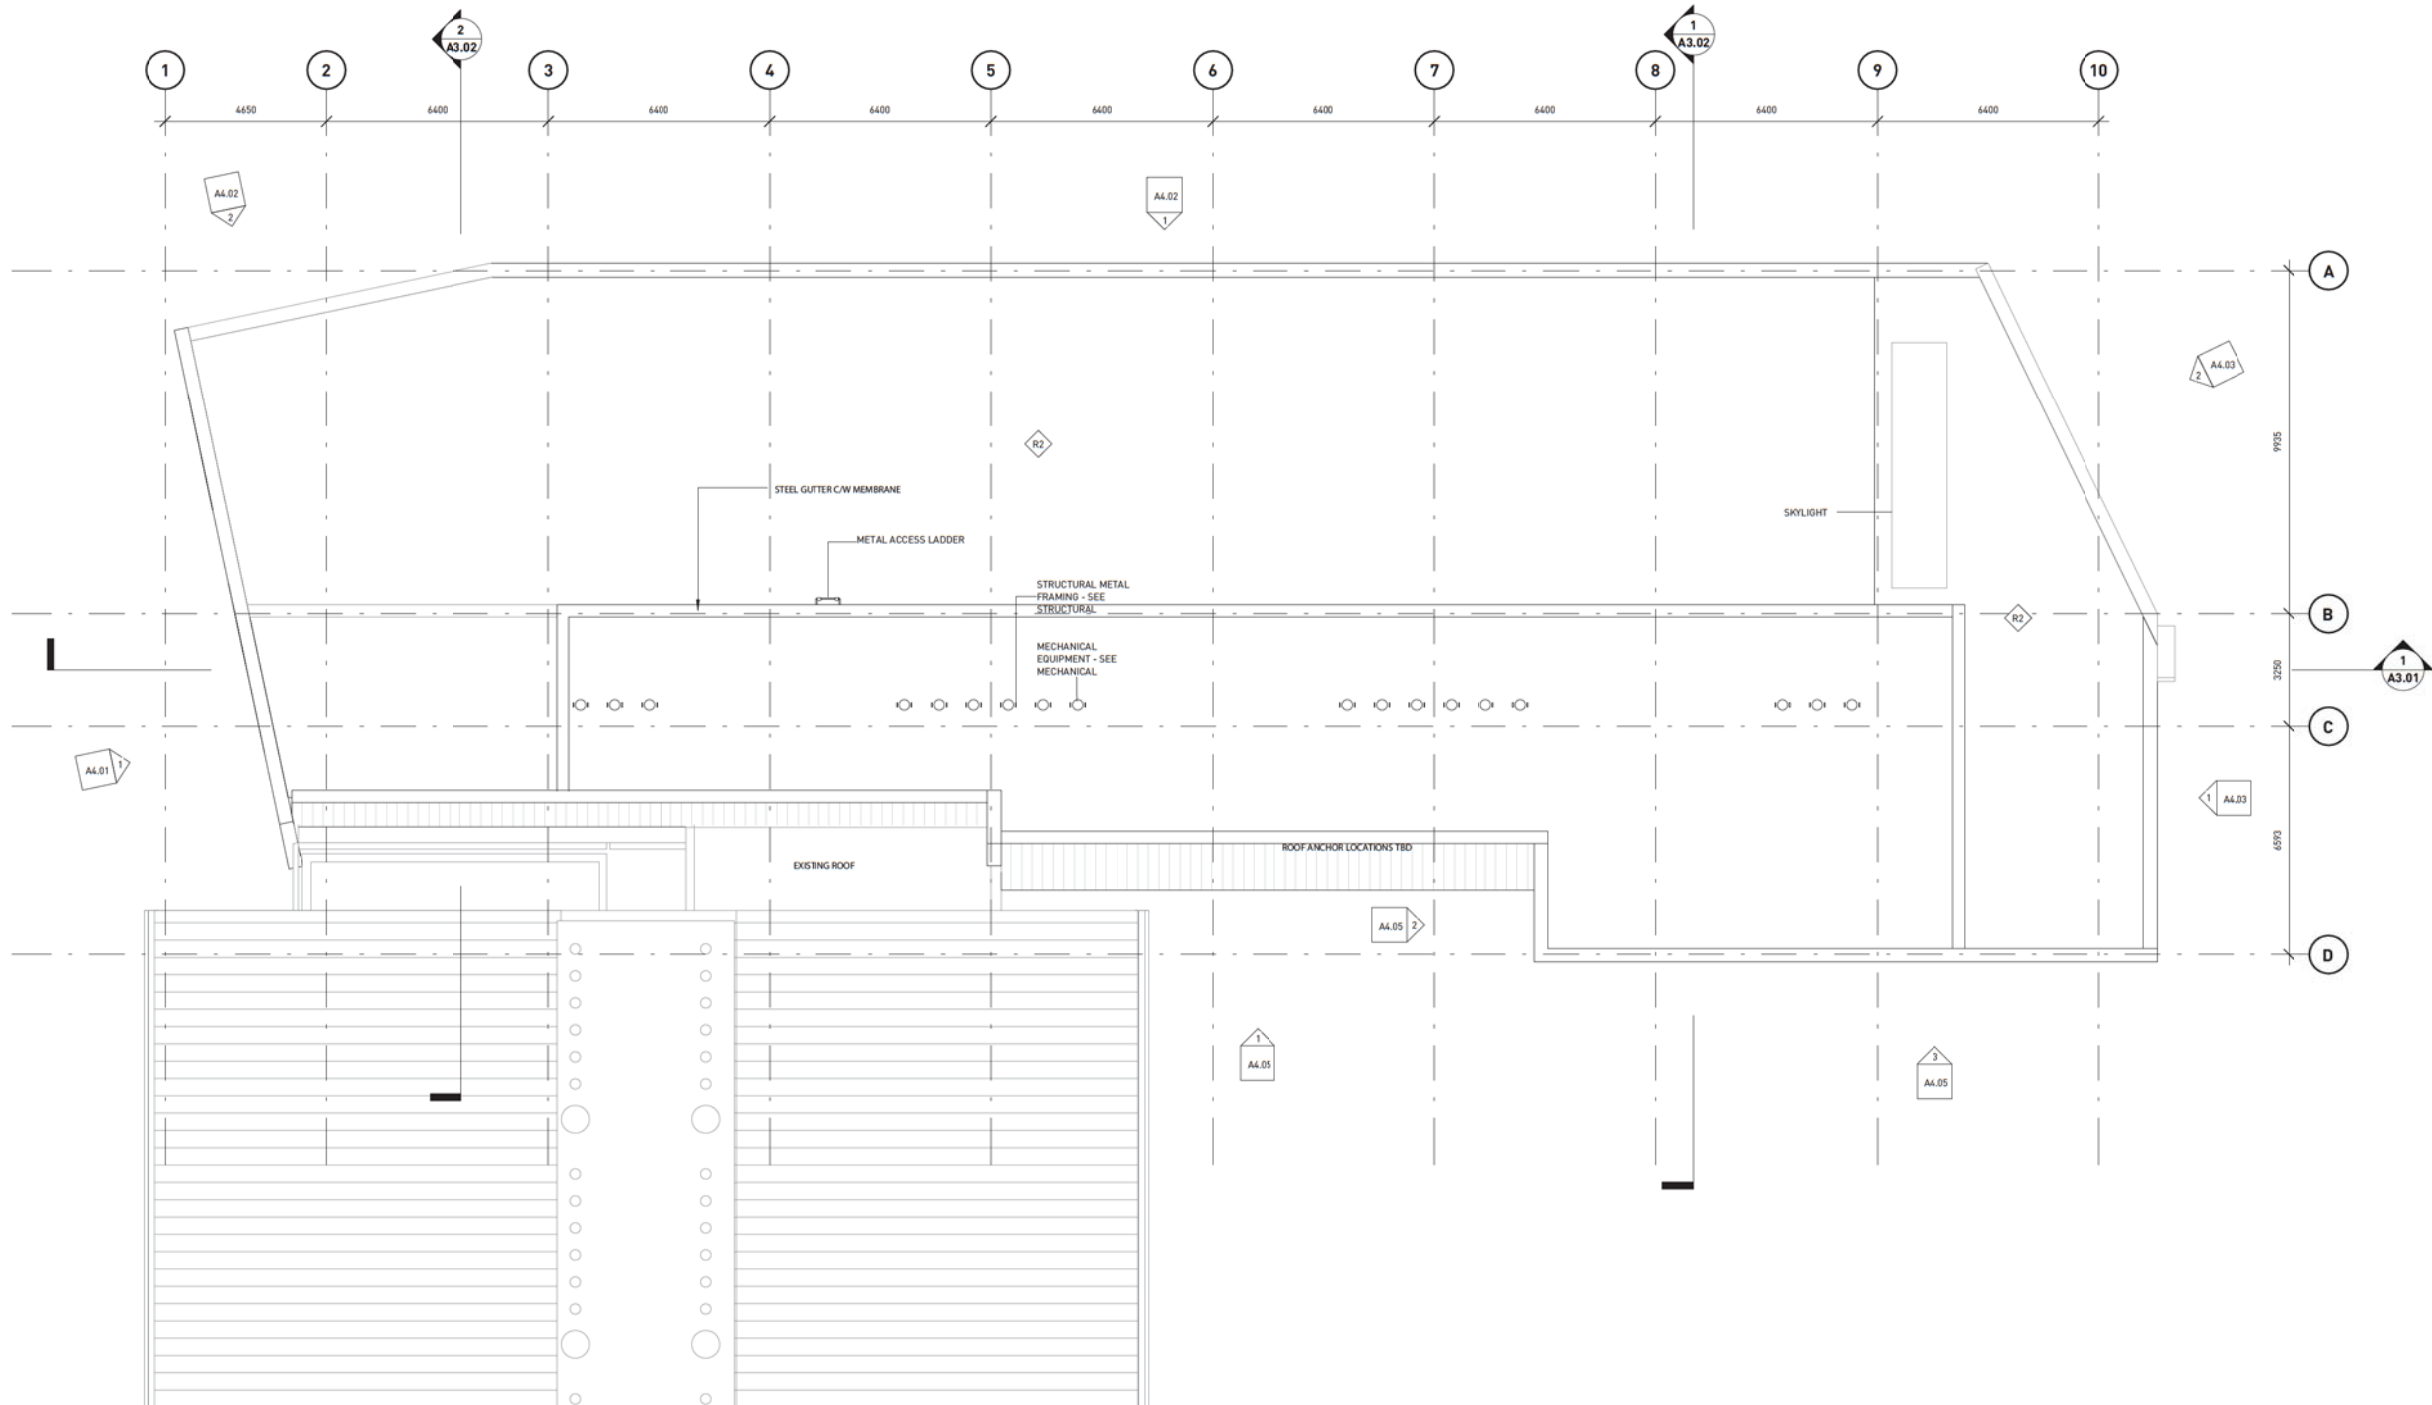 2
A3.02
1
A3.02
1
2
3
4
5
6
7
8
9
10
4650
6400
6400
6400
6400
6400
6400
6400
6400
A4.02
2
A4.02
1
A
A4.03
2
9935
R2
STEEL GUTTER C/W MEMBRANE
SKYLIGHT
METAL ACCESS LADDER
STRUCTURAL METAL
FRAMING - SEE
STRUCTURAL
B
R2
MECHANICAL
EQUIPMENT - SEE
MECHANICAL
3250
1
A3.01
C
A4.01
1
1
A4.03
6593
ROOF ANCHOR LOCATIONS TBD
EXISTING ROOF
A4.05
2
D
1
A4.05
3
A4.05